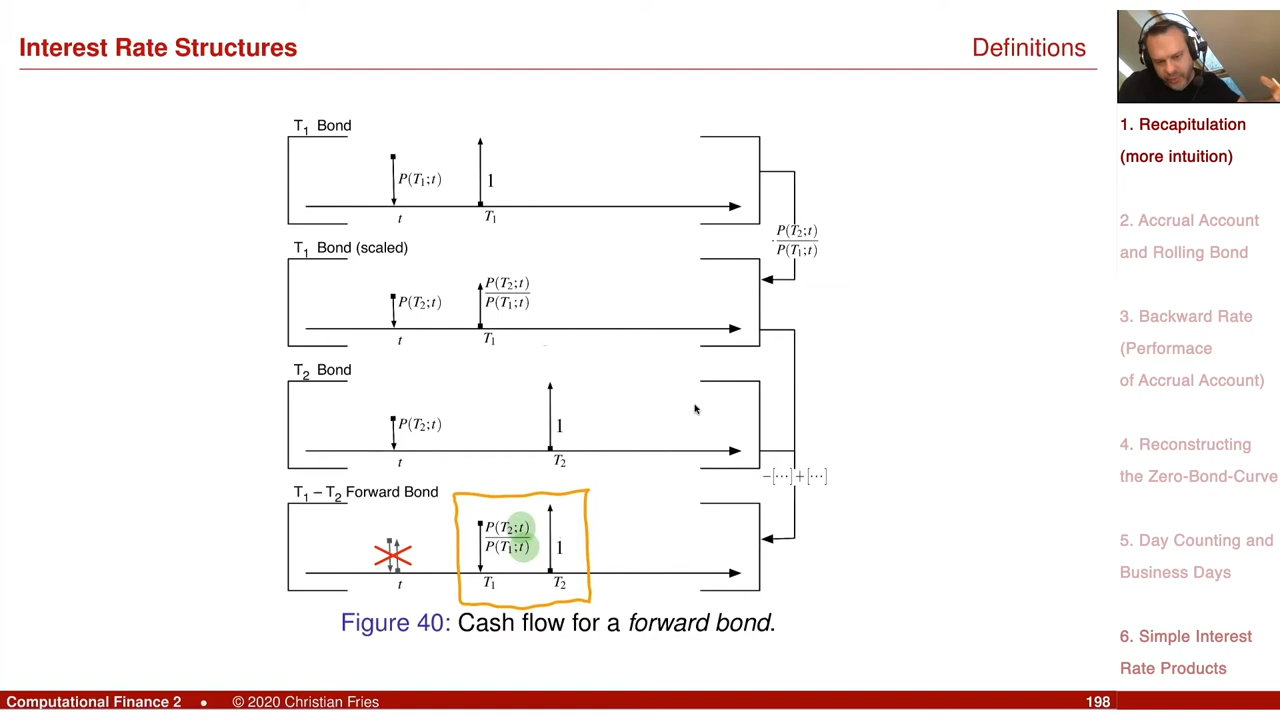 Interest Rate Structures
Definitions
T1 Bond
P(T1;t)
1
t
T1
P(T2;t)
P(T1;t)
T1 Bond (scaled)
P(T2;t)
P(T2;t)
P(T1;t)
t
T1
T2 Bond
P(T2;t)
1
t
T2
−[⋯]+[⋯]
T1 – T2 Forward Bond
P(T2;t)
P(T1;t)
1
t
T1
T2
Figure 40: Cash flow for a forward bond.
1. Recapitulation
(more intuition)
2. Accrual Account
and Rolling Bond
3. Backward Rate
(Performace
of Accrual Account)
4. Reconstructing
the Zero-Bond-Curve
5. Day Counting and
Business Days
6. Simple Interest
Rate Products
Computational Finance 2 • © 2020 Christian Fries
198